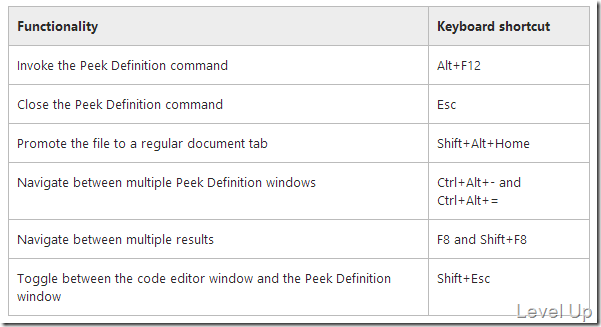 Functionality Keyboard shortcut
Invoke the Peek Definition command Alt+F12
Close the Peek Definition command Esc
Promote the file to a regular document tab Shift+Alt+Home
Navigate between multiple Peek Definition windows Ctrl+Alt+- and
Ctrl+Alt+=
Navigate between multiple results F8 and Shift+F8
Toggle between the code editor window and the Peek Definition Shift+Esc
window
Level Up